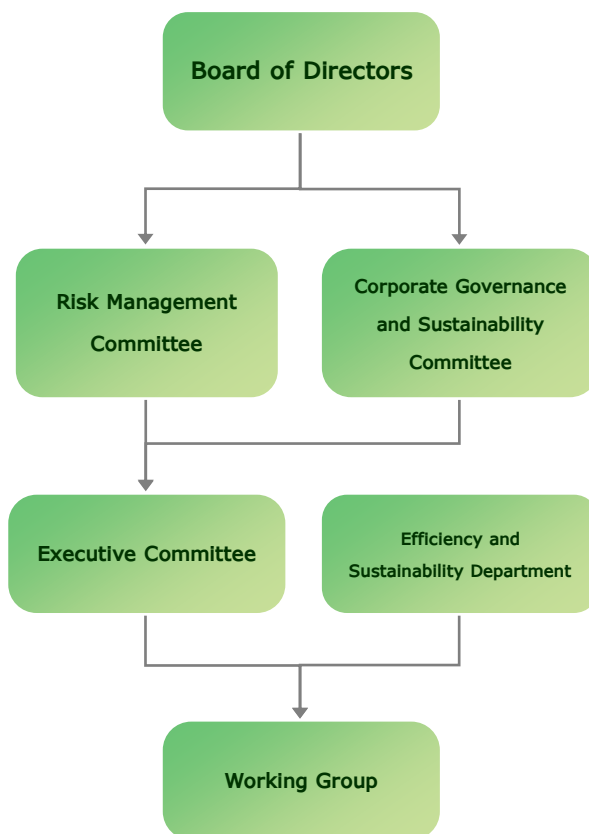 Board of Directors
Risk Management
Committee
Corporate Governance
and Sustainability
Committee
Executive Committee
Efficiency and
Sustainability Department
Working Group